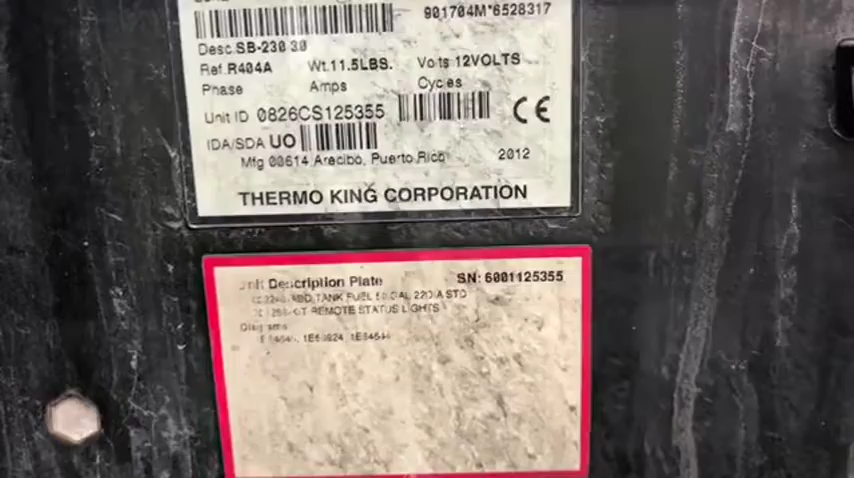 901704M*6528317
Desc. SB-230 30
Ref. R404A Wt. 11.5LBS. Volts 12VOLTS
Phase Amps Cycles
Unit ID 0826CS125355 CE
IDA/SDA UO
Mfg 00614 Arecibo, Puerto Rico 2012
THERMO KING CORPORATION
Unit Description Plate SN: 6001125355
TANK FUEL 50 GAL 220IA STD
REMOTE STATUS LIGHTS